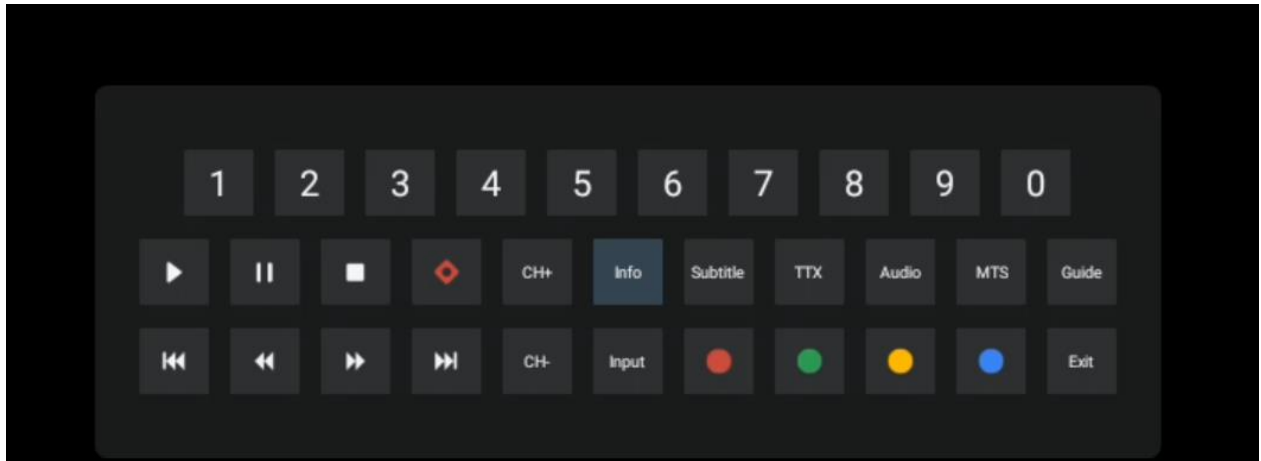 1 2 3 4 5 6 7 8 9 0
CH+ Info Subtitle TTX Audio MTS Guide
CH- Input Exit